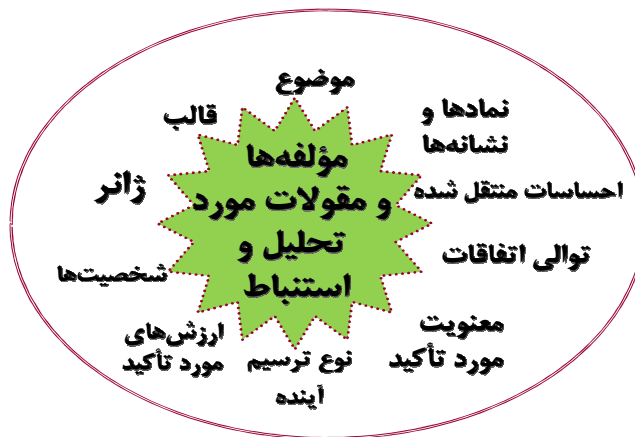 موضوع
نمادها و
نشانه‌ها
احساسات منتقل شده
توالی اتفاقات
معنویت
مورد تأکید
نوع ترسیم
آینده
ارزش‌های
مورد تأکید
شخصیت‌ها
ژانر
قالب
مؤلفه‌ها
و مقولات مورد
تحلیل و
استنباط